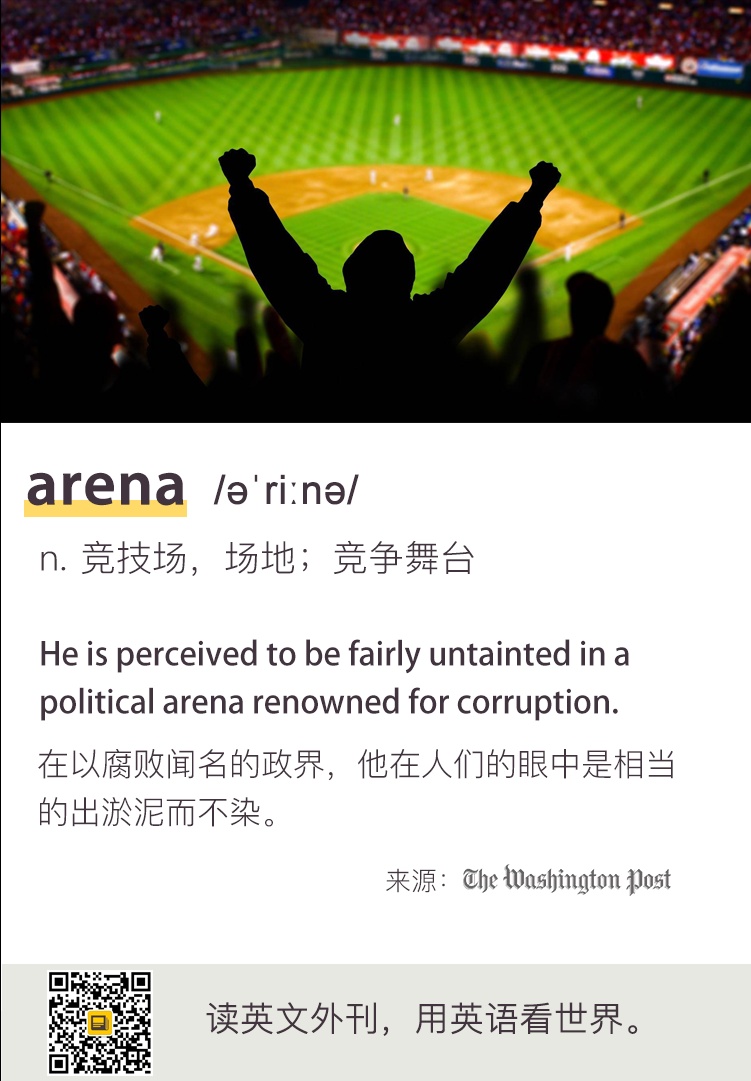 arena /əˈriːnə/
n. 竞技场，场地；竞争舞台
He is perceived to be fairly untainted in a
political arena renowned for corruption.
在以腐败闻名的政界，他在人们的眼中是相当
的出淤泥而不染。
来源：The Washington Post
读英文外刊，用英语看世界。